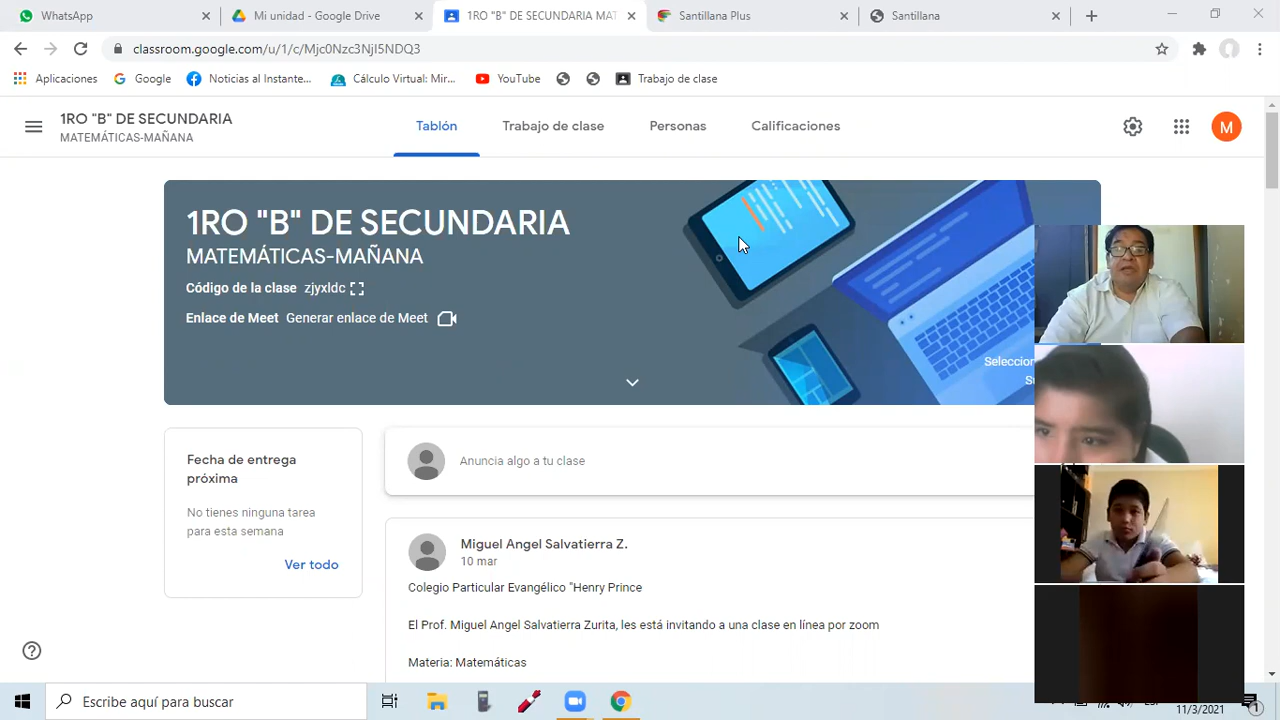 WhatsApp
Mi unidad - Google Drive
1RO "B" DE SECUNDARIA MAT
Santillana Plus
Santillana
classroom.google.com/u/1/c/Mjc0Nzc3NjI5NDQ3
Aplicaciones
Google
Noticias al Instante...
Cálculo Virtual: Mir...
YouTube
Trabajo de clase
1RO "B" DE SECUNDARIA
MATEMÁTICAS-MAÑANA
Tablón
Trabajo de clase
Personas
Calificaciones
M
1RO "B" DE SECUNDARIA
MATEMÁTICAS-MAÑANA
Código de la clase zjyxldc
Enlace de Meet Generar enlace de Meet
Seleccion
Su
Fecha de entrega
próxima
No tienes ninguna tarea
para esta semana
Ver todo
Anuncia algo a tu clase
Miguel Angel Salvatierra Z.
10 mar
Colegio Particular Evangélico "Henry Prince
El Prof. Miguel Angel Salvatierra Zurita, les está invitando a una clase en línea por zoom
Materia: Matemáticas
Escribe aquí para buscar
11/3/2021
1